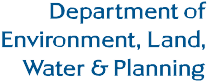 Department of
Environment, Land,
Water & Planning